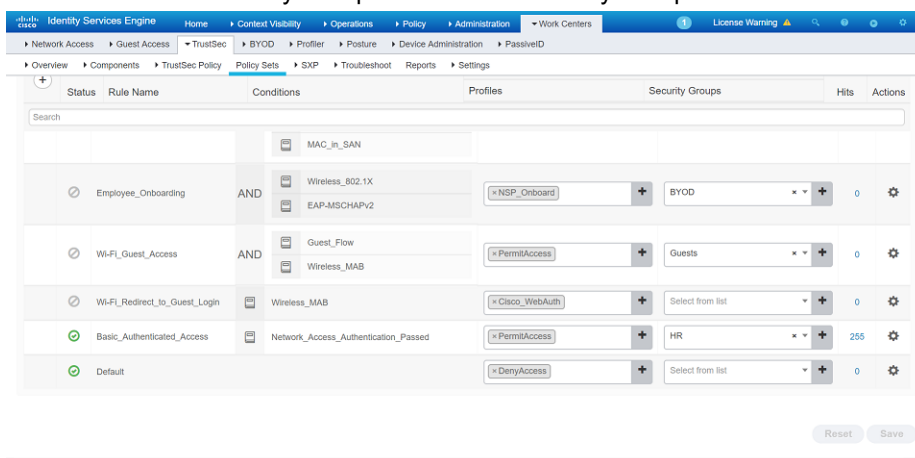 cisco Identity Services Engine Home Context Visibility Operations Policy Administration Work Centers 1 License Warning
Network Access Guest Access TrustSec BYOD Profiler Posture Device Administration PassiveID
Overview Components TrustSec Policy Policy Sets SXP Troubleshoot Reports Settings
+ Status Rule Name Conditions Profiles Security Groups Hits Actions
Search
MAC_in_SAN
Employee_Onboarding AND Wireless_802.1X EAP-MSCHAPv2 × NSP_Onboard + BYOD × + 0
Wi-Fi_Guest_Access AND Guest_Flow Wireless_MAB × PermitAccess + Guests × + 0
Wi-Fi_Redirect_to_Guest_Login Wireless_MAB × Cisco_WebAuth + Select from list + 0
Basic_Authenticated_Access Network_Access_Authentication_Passed × PermitAccess + HR × + 255
Default × DenyAccess + Select from list + 0
Reset Save